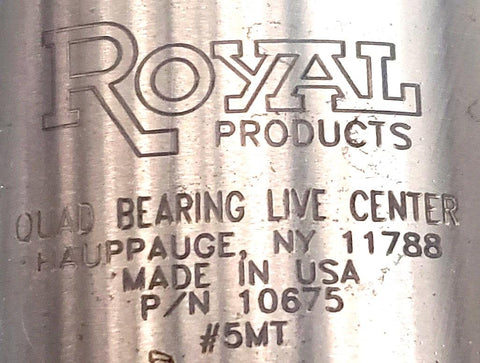 ROYAL
PRODUCTS
QUAD BEARING LIVE CENTER
HAUPPAUGE, NY 11788
MADE IN USA
P/N 10675
#5MT